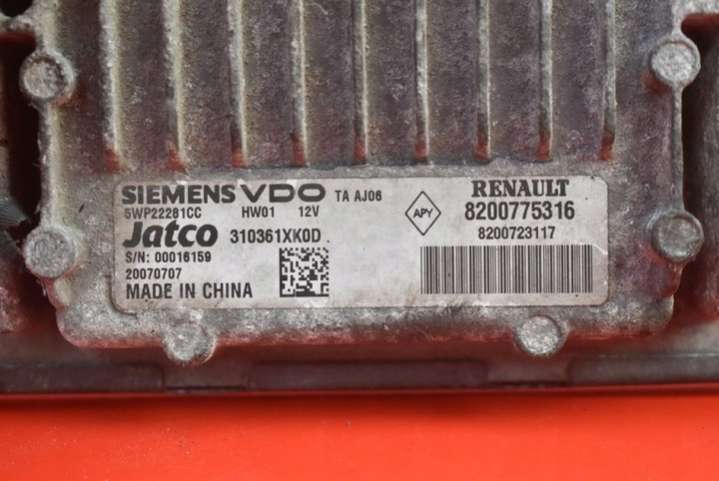 SIEMENS VDO TA AJ06
5WP22281CC HW01 12V
Jatco 310361XK0D
S/N: 00016159
20070707
MADE IN CHINA
APY
RENAULT
8200775316
8200723117